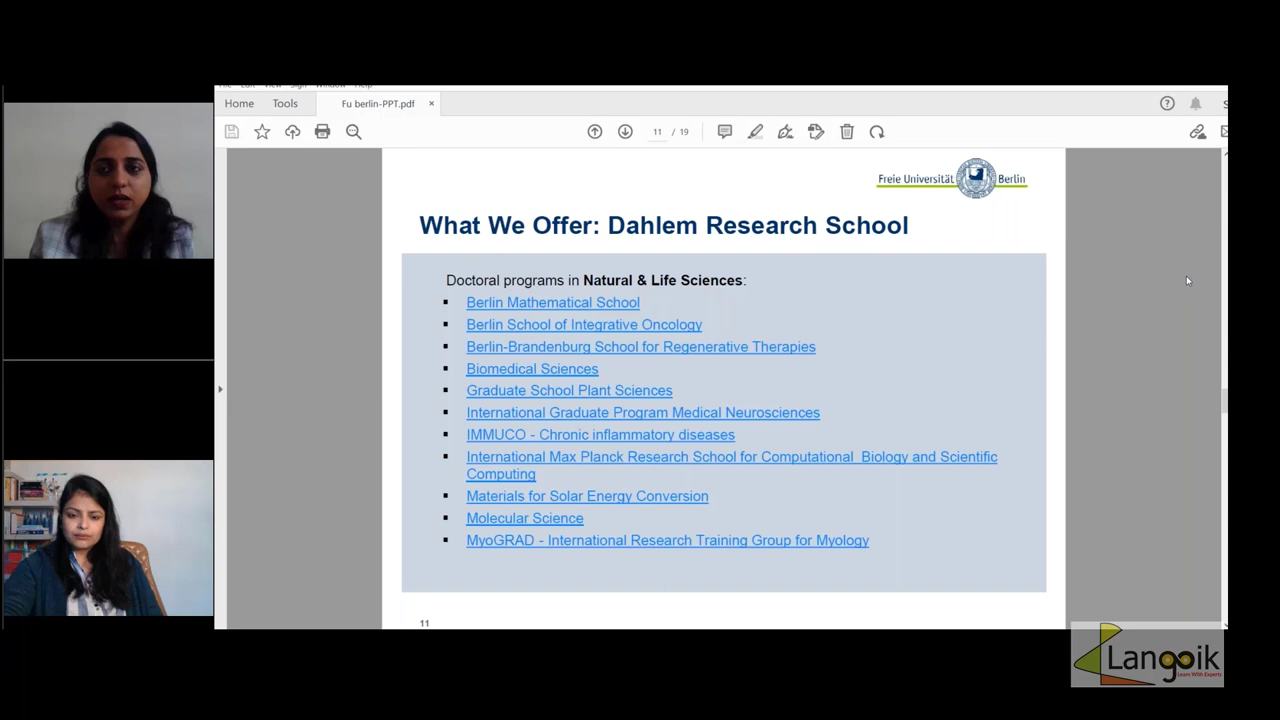 Home Tools Fu berlin-PPT.pdf ×
11 / 19
Freie Universität Berlin
What We Offer: Dahlem Research School
Doctoral programs in Natural & Life Sciences:
▪ Berlin Mathematical School
▪ Berlin School of Integrative Oncology
▪ Berlin-Brandenburg School for Regenerative Therapies
▪ Biomedical Sciences
▪ Graduate School Plant Sciences
▪ International Graduate Program Medical Neurosciences
▪ IMMUCO - Chronic inflammatory diseases
▪ International Max Planck Research School for Computational Biology and Scientific
Computing
▪ Materials for Solar Energy Conversion
▪ Molecular Science
▪ MyoGRAD - International Research Training Group for Myology
11
Langoik
Learn With Experts